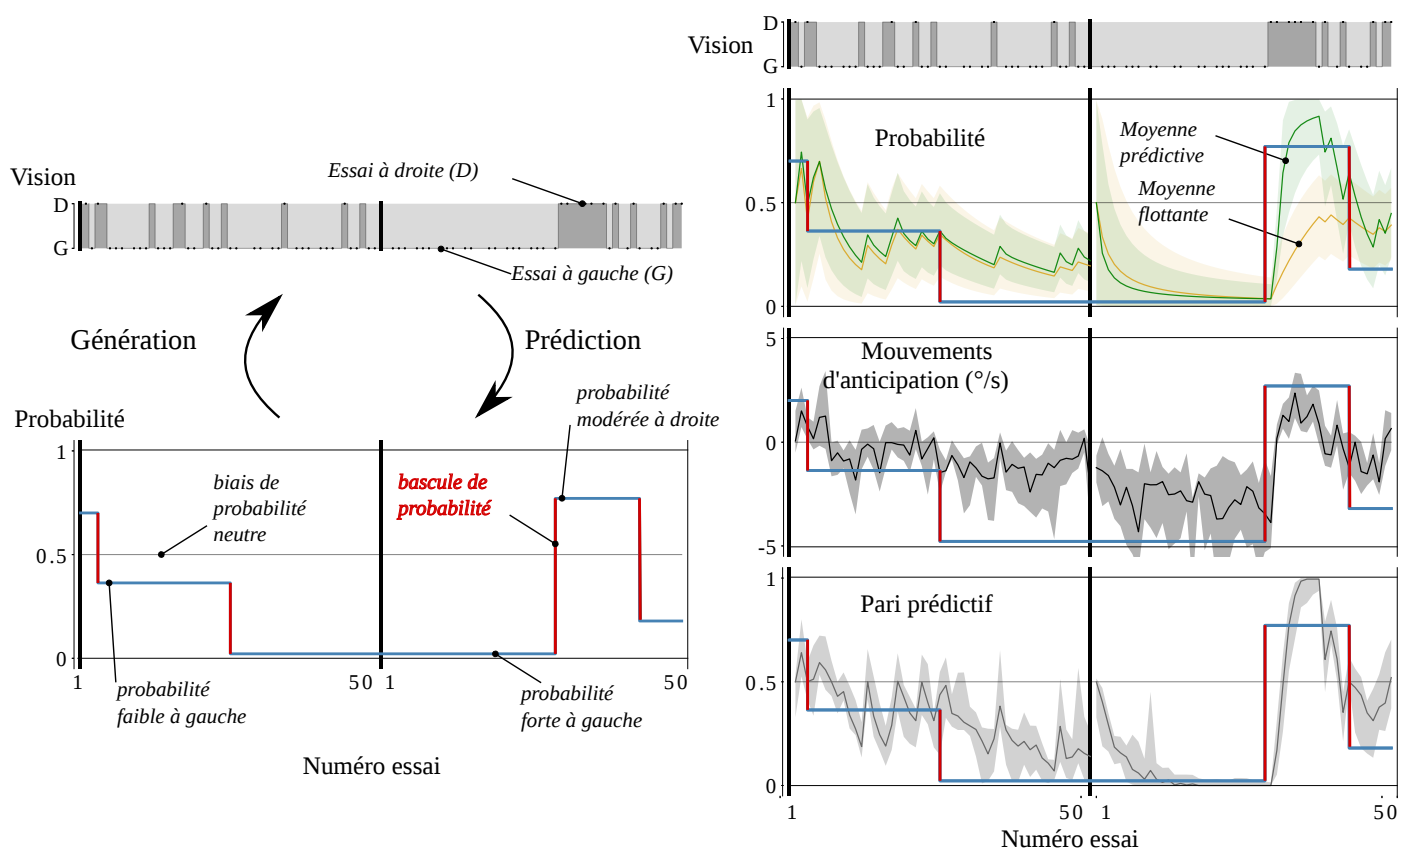 Vision
D
G
Essai à droite (D)
Essai à gauche (G)
Génération
Prédiction
Probabilité
1
0.5
0
biais de
probabilité
neutre
bascule de
probabilité
probabilité
modérée à droite
1
50
1
50
probabilité
faible à gauche
probabilité
forte à gauche
Numéro essai
Vision
D
G
1
0.5
0
Probabilité
Moyenne
prédictive
Moyenne
flottante
5
0
-5
Mouvements
d'anticipation (°/s)
1
0.5
0
Pari prédictif
1
50
1
50
Numéro essai